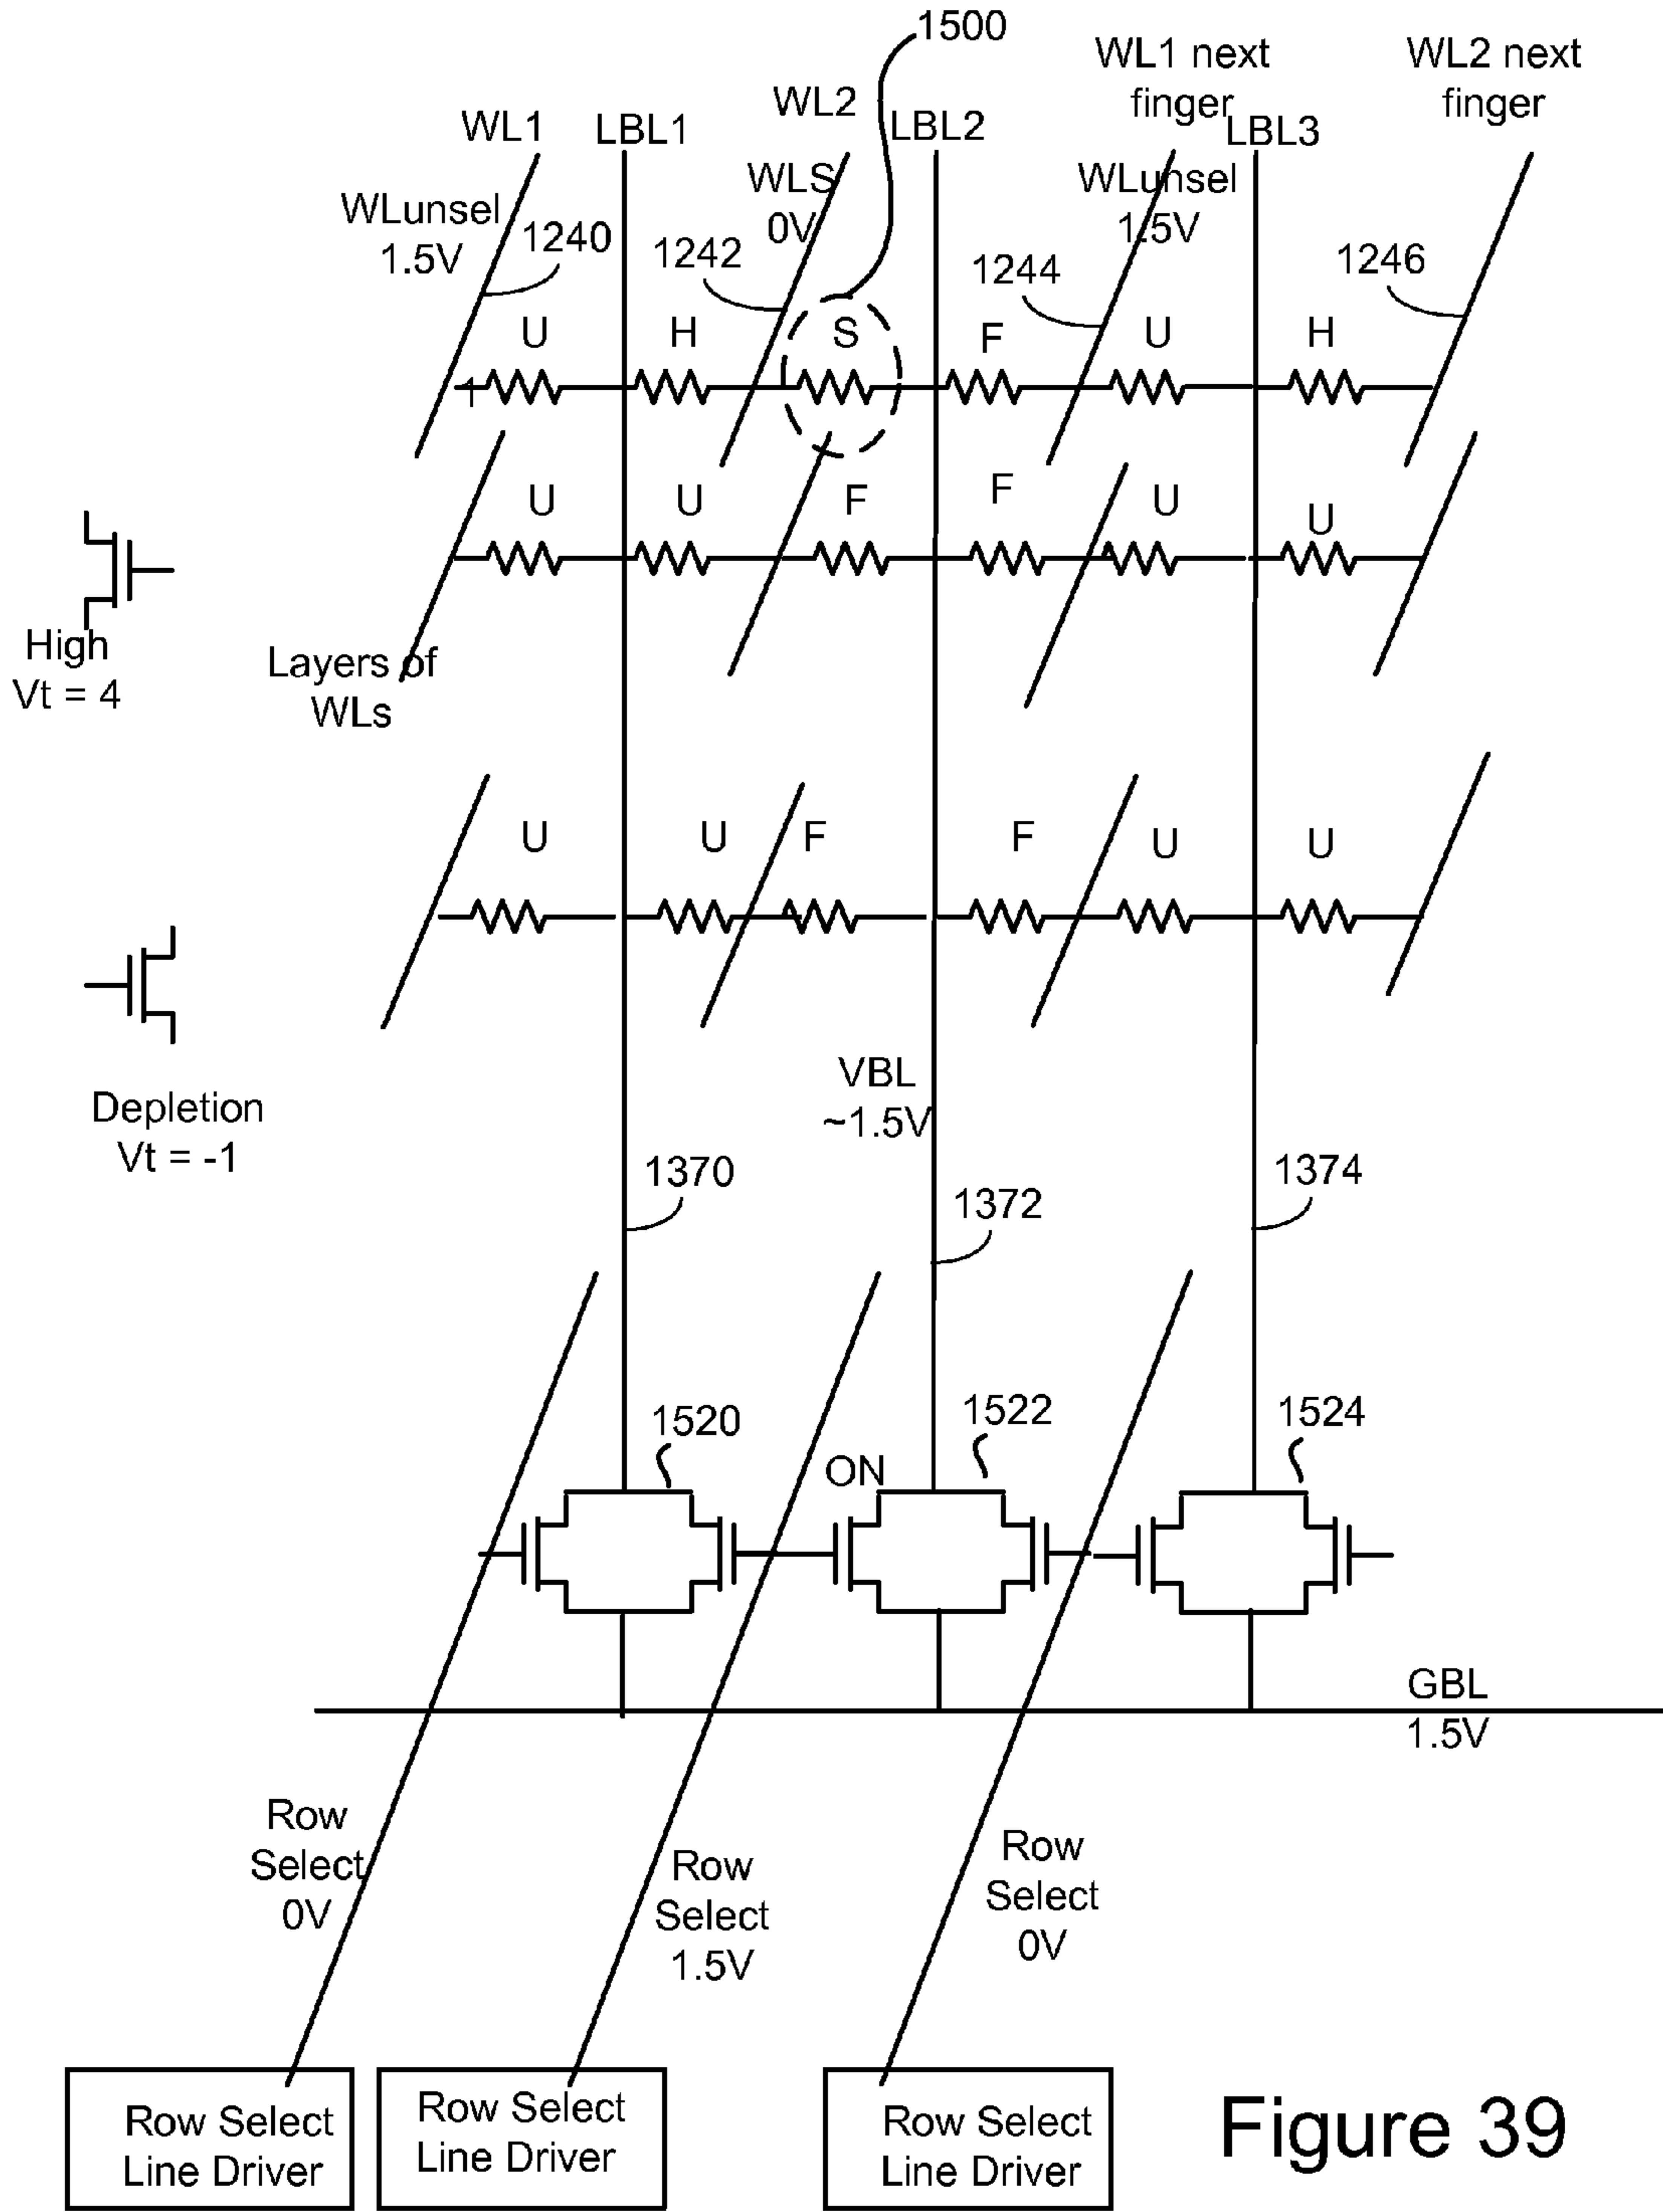 1500
WL1 next
finger
WL2 next
finger
WL2
WL1
LBL1
LBL2
LBL3
WLS
0V
WLunsel
1.5V
WLunsel
1.5V
1240
1242
1244
1246
U
H
S
F
U
H
1
U
U
F
F
U
U
High
Vt = 4
Layers of
WLs
U
U
F
F
U
U
Depletion
Vt = -1
VBL
~1.5V
1370
1372
1374
1520
1522
1524
ON
GBL
1.5V
Row
Select
0V
Row
Select
1.5V
Row
Select
0V
Row Select
Line Driver
Row Select
Line Driver
Row Select
Line Driver
Figure 39